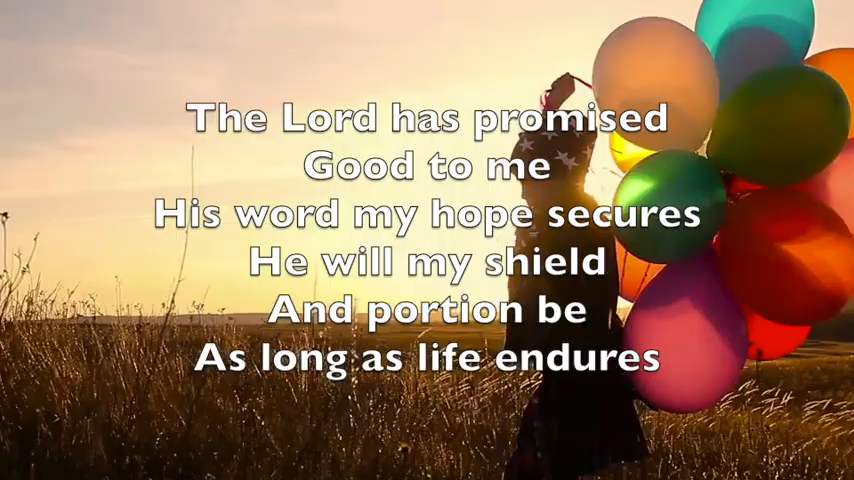 The Lord has promised
Good to me
His word my hope secures
He will my shield
And portion be
As long as life endures